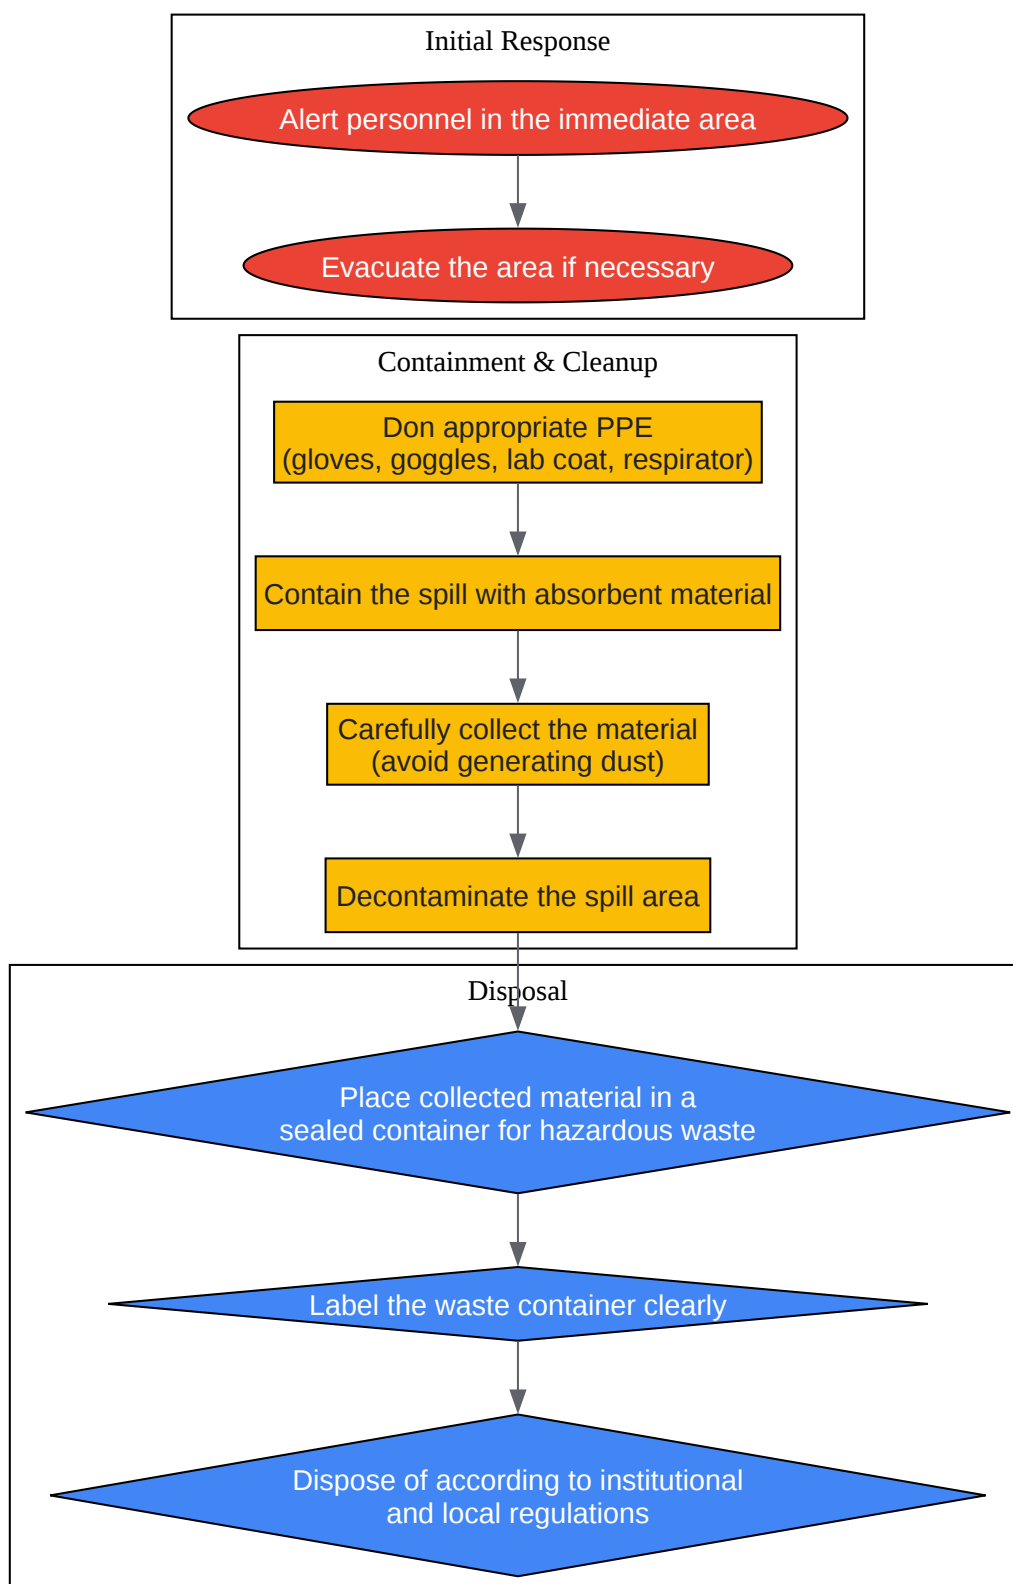 Initial Response
Alert personnel in the immediate area
Evacuate the area if necessary
Containment & Cleanup
Don appropriate PPE
(gloves, goggles, lab coat, respirator)
Contain the spill with absorbent material
Carefully collect the material
(avoid generating dust)
Decontaminate the spill area
Disposal
Place collected material in a
sealed container for hazardous waste
Label the waste container clearly
Dispose of according to institutional
and local regulations